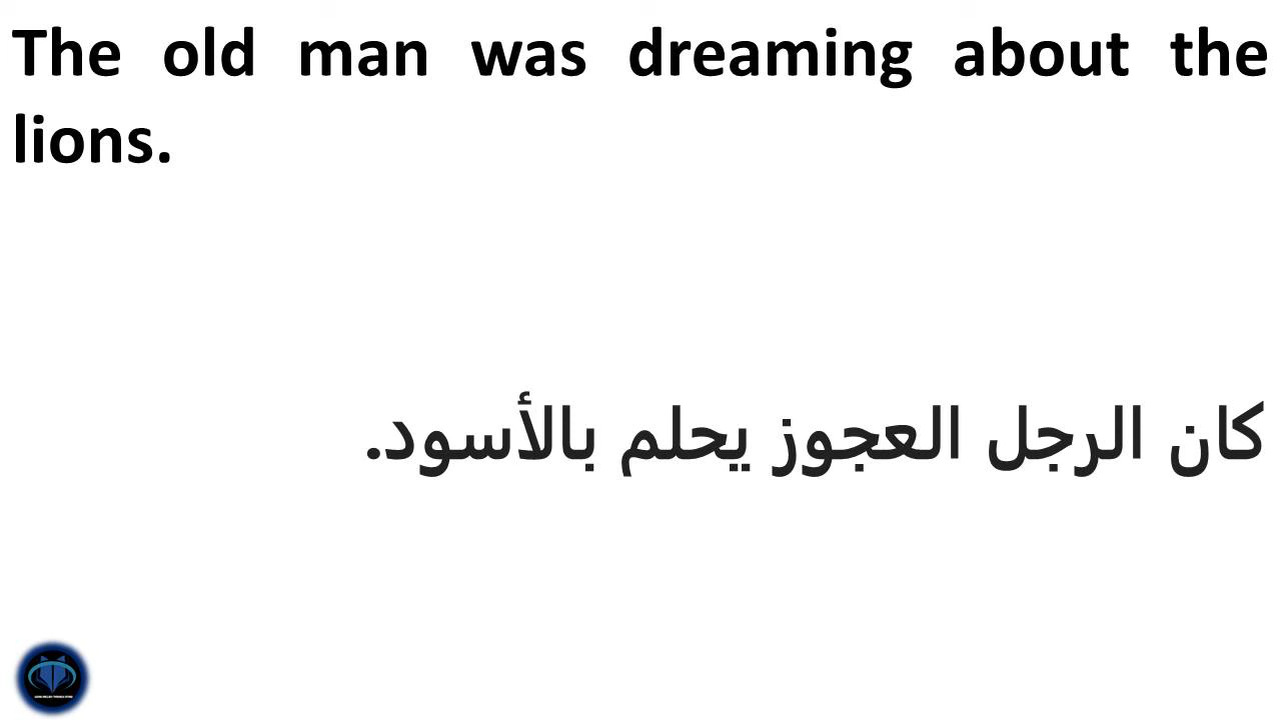 The old man was dreaming about the
lions.
كان الرجل العجوز يحلم بالأسود.